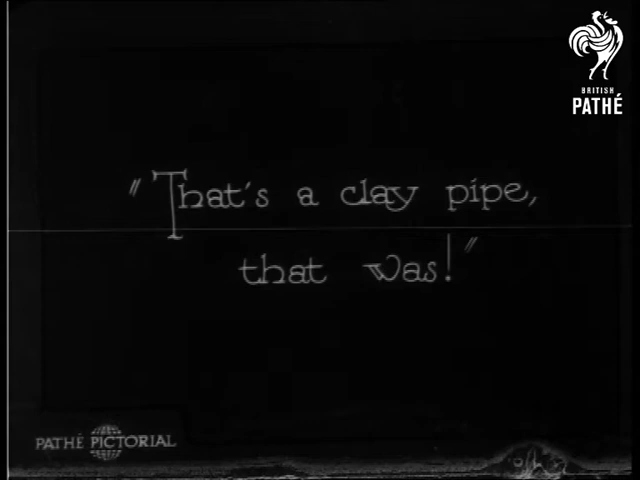 BRITISH
PATHÉ
"That's a clay pipe,
that was!"
PATHÉ PICTORIAL